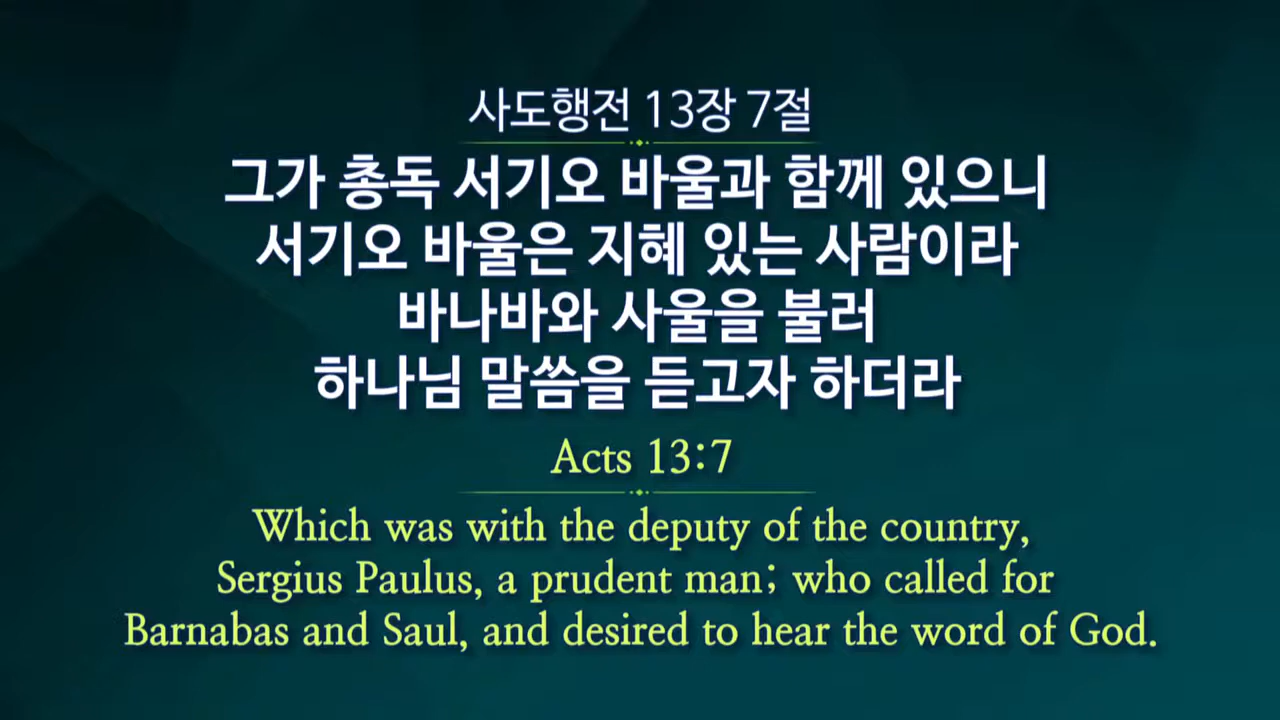 사도행전 13장 7절
그가 총독 서기오 바울과 함께 있으니
서기오 바울은 지혜 있는 사람이라
바나바와 사울을 불러
하나님 말씀을 듣고자 하더라
Acts 13:7
Which was with the deputy of the country,
Sergius Paulus, a prudent man; who called for
Barnabas and Saul, and desired to hear the word of God.